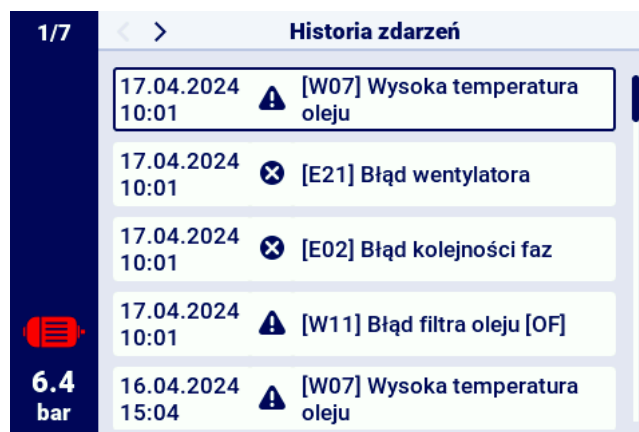 1/7
Historia zdarzeń
17.04.2024
10:01
[W07] Wysoka temperatura
oleju
17.04.2024
10:01
[E21] Błąd wentylatora
17.04.2024
10:01
[E02] Błąd kolejności faz
17.04.2024
10:01
[W11] Błąd filtra oleju [OF]
16.04.2024
15:04
[W07] Wysoka temperatura
oleju
6.4
bar